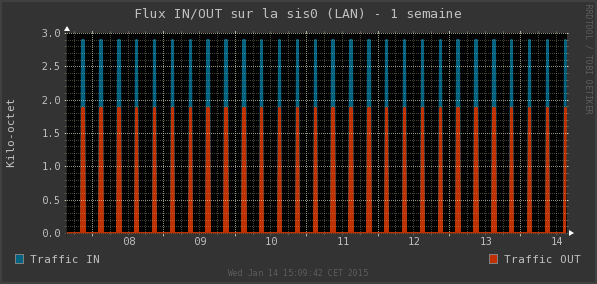 Flux IN/OUT sur la sis0 (LAN) - 1 semaine
RRDTOOL / TOBI OETIKER
Kilo-octet
3.0
2.5
2.0
1.5
1.0
0.5
0.0
08 09 10 11 12 13 14
Traffic IN Traffic OUT
Wed Jan 14 15:09:42 CET 2015